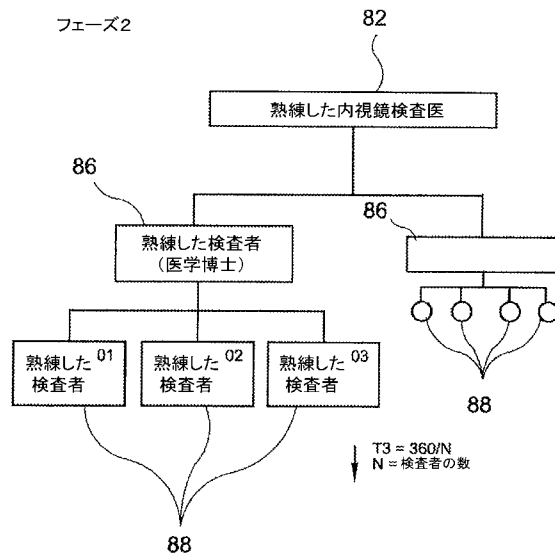 フェーズ2
82
熟練した内視鏡検査医
86
86
熟練した検査者
(医学博士)
熟練した 01
検査者
熟練した 02
検査者
熟練した 03
検査者
88
T3 = 360/N
N = 検査者の数
88